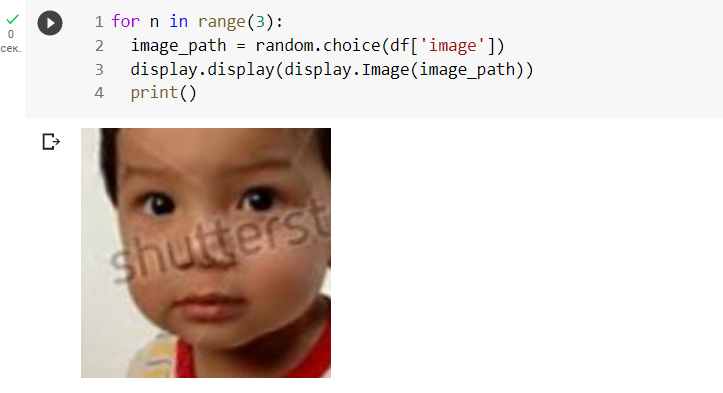 1 for n in range(3):
2 image_path = random.choice(df['image'])
3 display.display(display.Image(image_path))
4 print()
0
сек.
shutterst